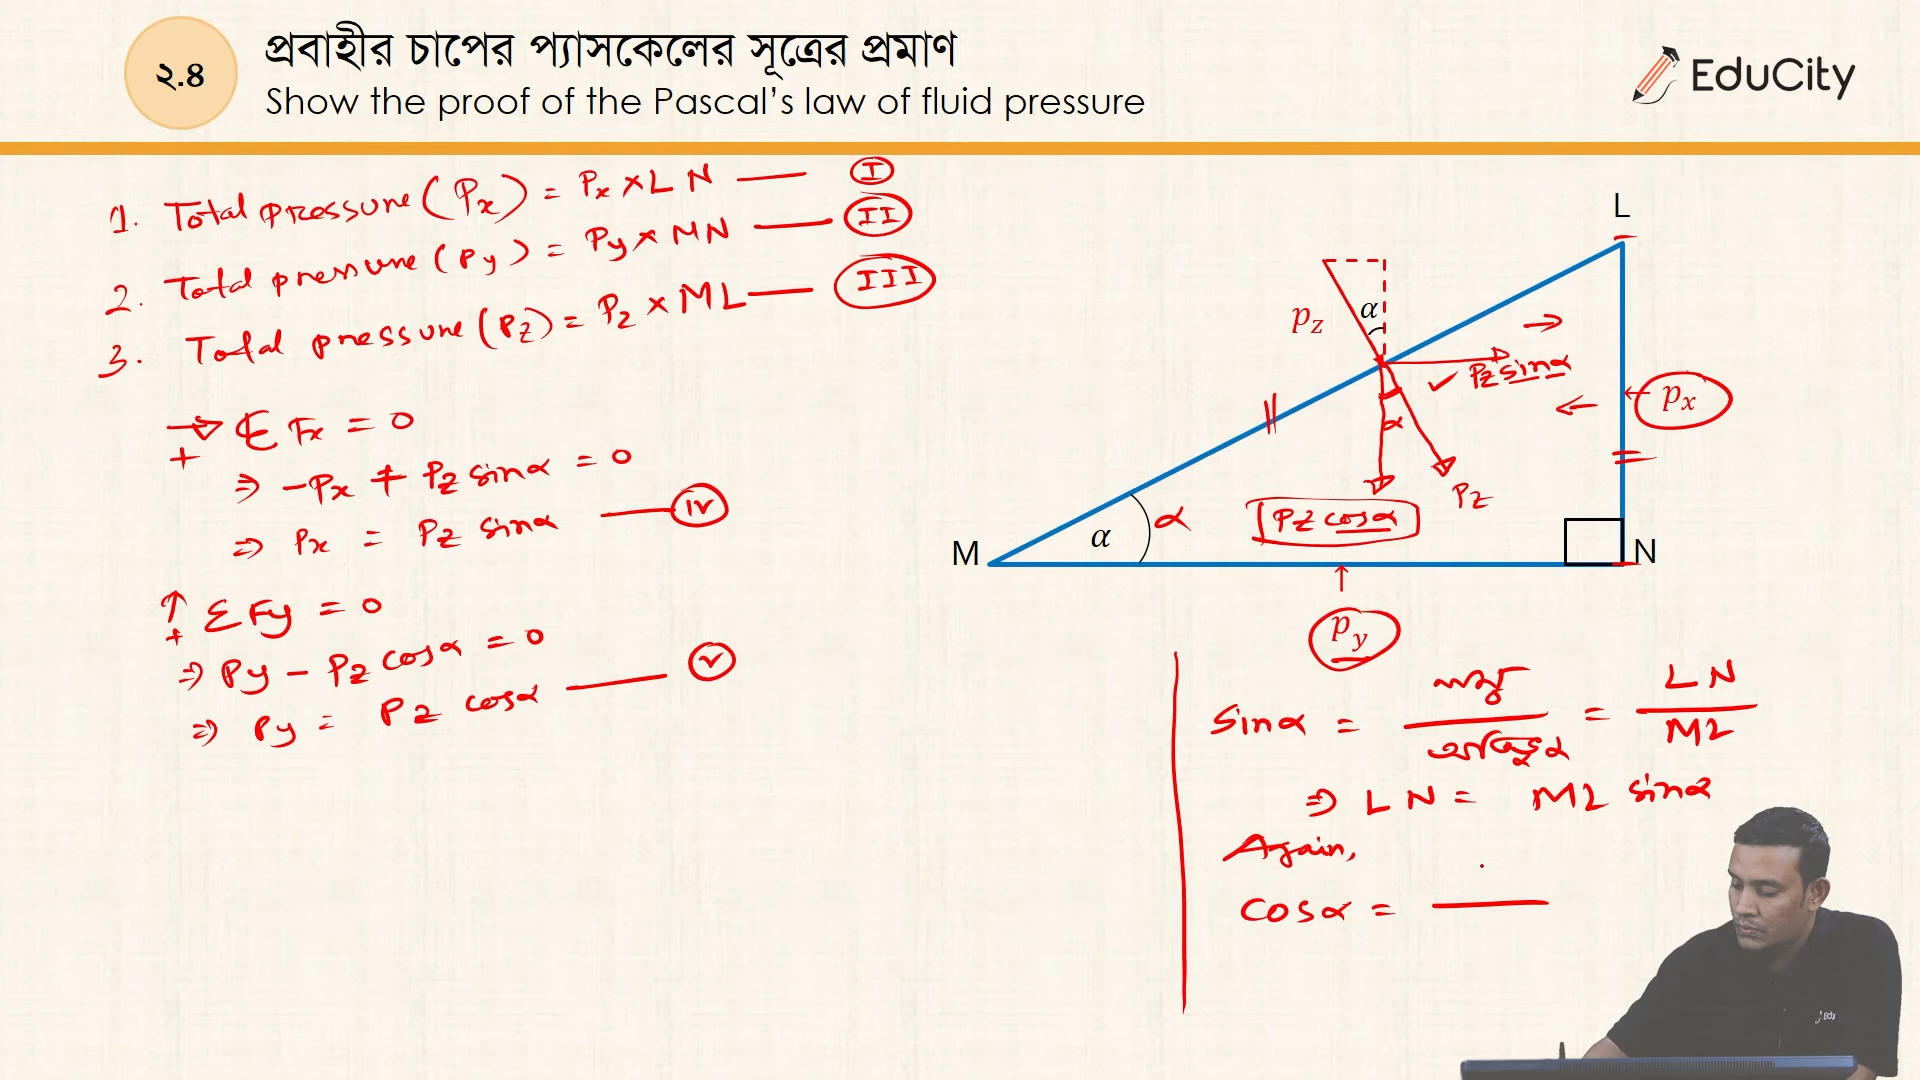 ২.৪
প্রবাহীর চাপের প্যাসকেলের সূত্রের প্রমাণ
Show the proof of the Pascal’s law of fluid pressure
EduCity
1. Total pressure (Px) = Px × LN — I
2. Total pressure (Py) = Py × MN — II
3. Total pressure (Pz) = Pz × ML — III
→+ ΣFx = 0
⇒ -Px + Pz sinα = 0
⇒ Px = Pz sinα — iv
↑+ ΣFy = 0
⇒ Py - Pz cosα = 0
⇒ Py = Pz cosα — v
L
pz
α
Pz sinα
px
α
Pz
Pz cosα
M
α
α
N
py
sinα = লম্ব / অতিভুজ = LN / ML
⇒ LN = ML sinα
Again,
cosα =
Edu